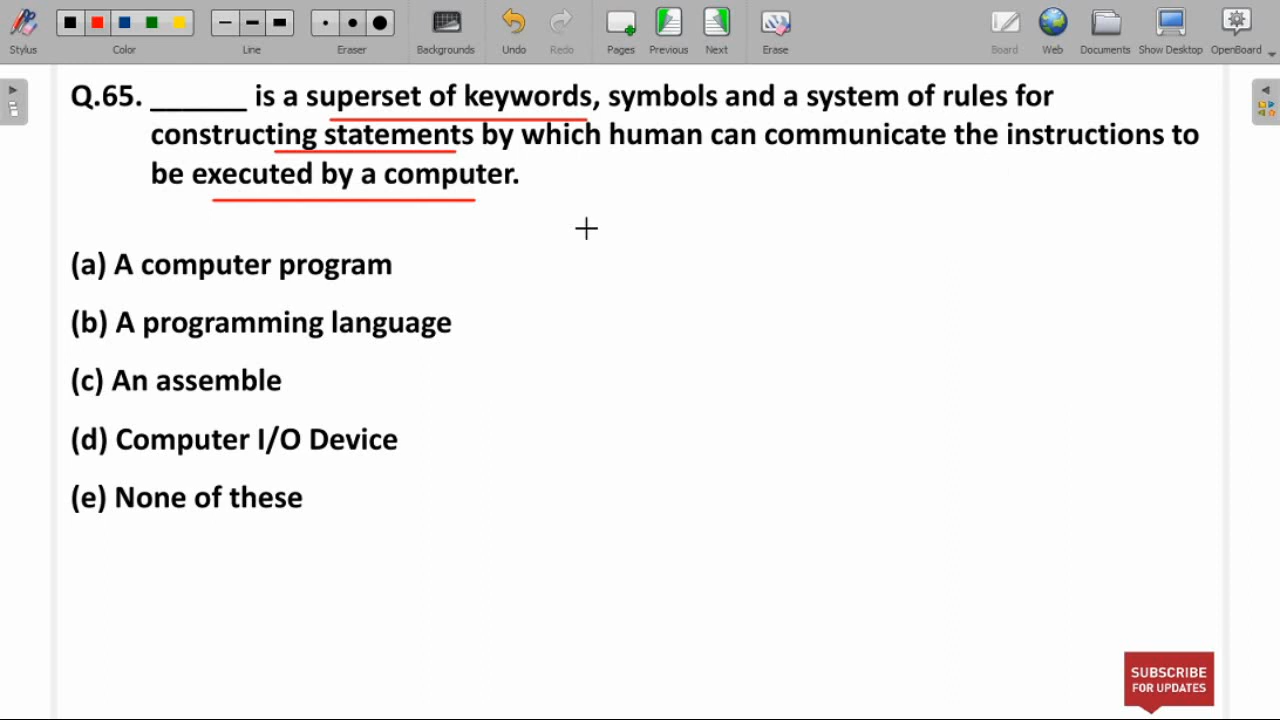 Stylus
Color
Line
Eraser
Backgrounds
Undo
Redo
Pages
Previous
Next
Erase
Board
Web
Documents
Show Desktop
OpenBoard
Q.65. ______ is a superset of keywords, symbols and a system of rules for
constructing statements by which human can communicate the instructions to
be executed by a computer.
(a) A computer program
(b) A programming language
(c) An assemble
(d) Computer I/O Device
(e) None of these
SUBSCRIBE
FOR UPDATES